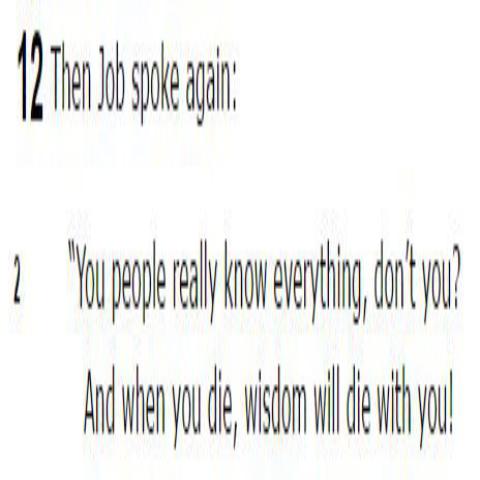 12 Then Job spoke again:
2 "You people really know everything, don't you?
And when you die, wisdom will die with you!